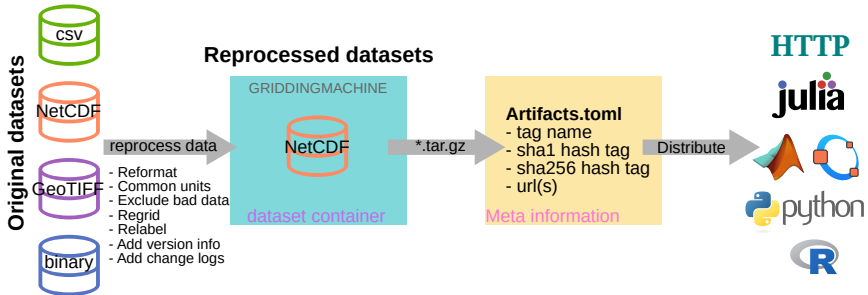 Original datasets
csv
NetCDF
GeoTIFF
binary
reprocess data
- Reformat
- Common units
- Exclude bad data
- Regrid
- Relabel
- Add version info
- Add change logs
Reprocessed datasets
GRIDDINGMACHINE
NetCDF
dataset container
*.tar.gz
Artifacts.toml
- tag name
- sha1 hash tag
- sha256 hash tag
- url(s)
Meta information
Distribute
HTTP
julia
python
R